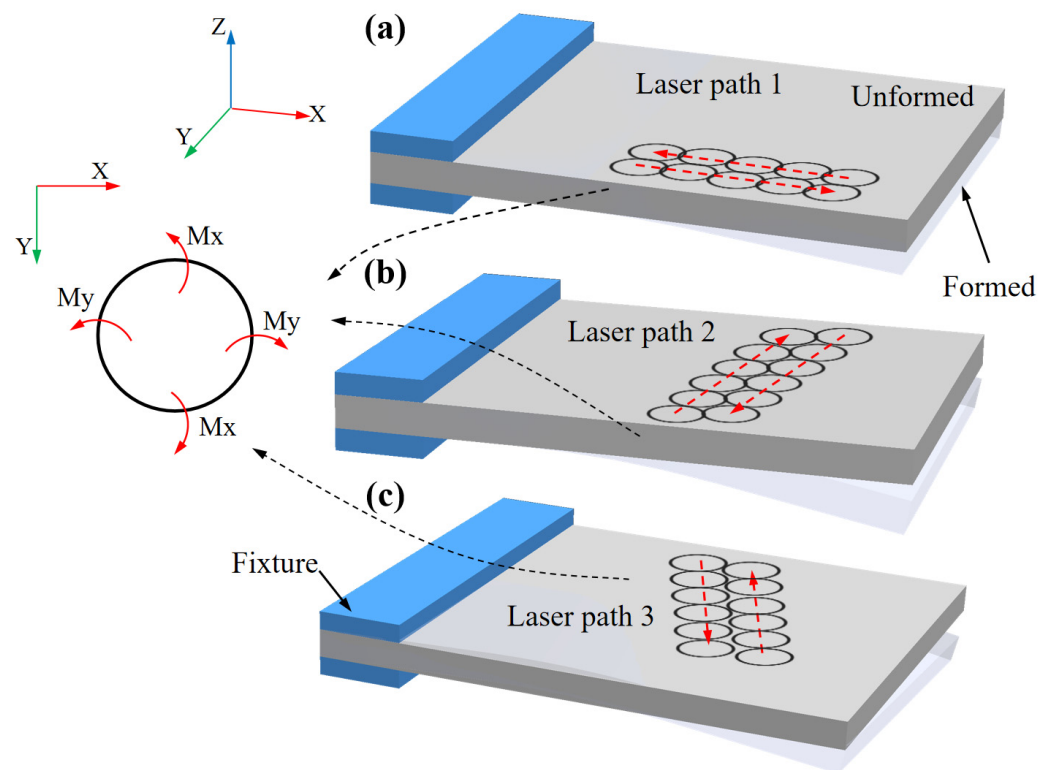 (a)
Z
X
Y
Laser path 1
Unformed
X
Y
Mx
My
My
Mx
Formed
(b)
Laser path 2
(c)
Fixture
Laser path 3